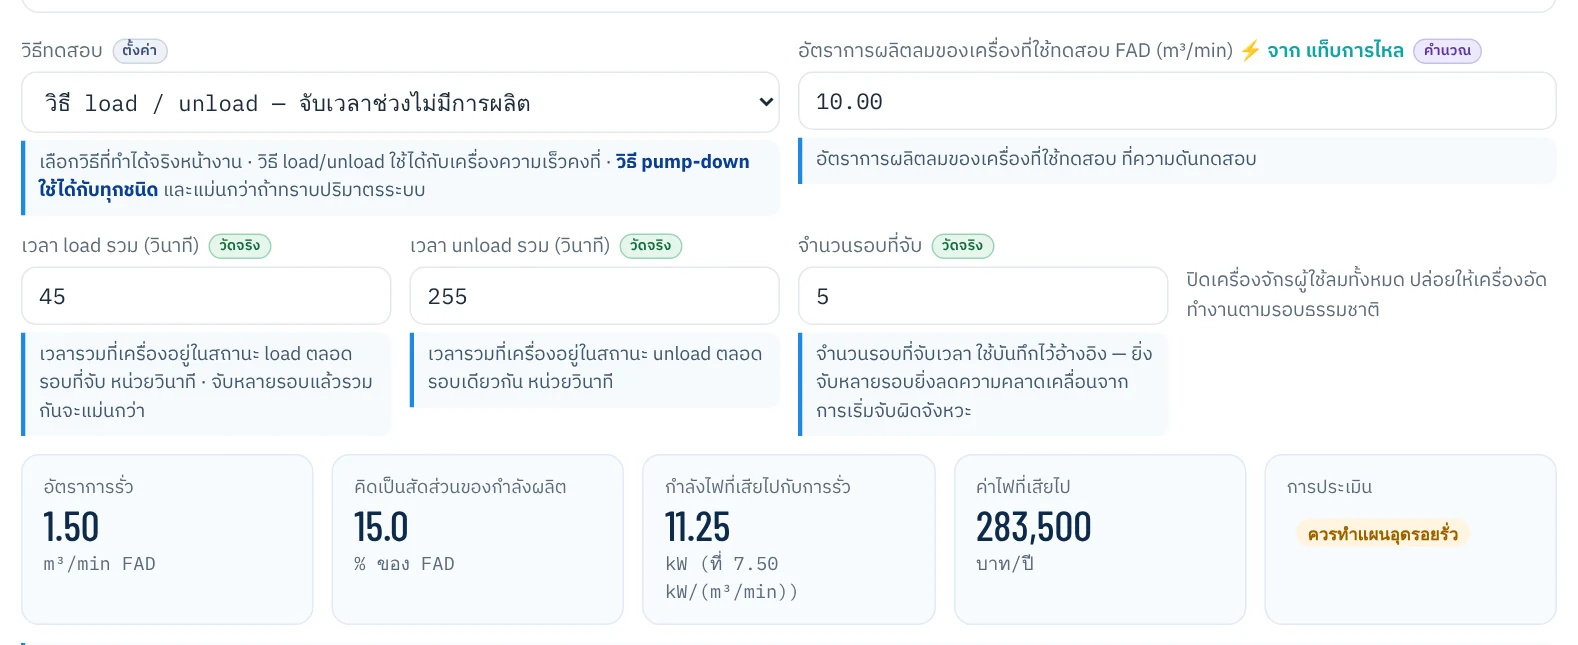 วิธีทดสอบ ตั้งค่า
วิธี load / unload — จับเวลาช่วงไม่มีการผลิต
เลือกวิธีที่ทำได้จริงหน้างาน · วิธี load/unload ใช้ได้กับเครื่องความเร็วคงที่ · วิธี pump-down
ใช้ได้กับทุกชนิด และแม่นกว่าถ้าทราบปริมาตรระบบ
อัตราการผลิตลมของเครื่องที่ใช้ทดสอบ FAD (m³/min) ⚡ จาก แท็บการไหล คำนวณ
10.00
อัตราการผลิตลมของเครื่องที่ใช้ทดสอบ ที่ความดันทดสอบ
เวลา load รวม (วินาที) วัดจริง
45
เวลารวมที่เครื่องอยู่ในสถานะ load ตลอด
รอบที่จับ หน่วยวินาที · จับหลายรอบแล้วรวม
กันจะแม่นกว่า
เวลา unload รวม (วินาที) วัดจริง
255
เวลารวมที่เครื่องอยู่ในสถานะ unload ตลอด
รอบเดียวกัน หน่วยวินาที
จำนวนรอบที่จับ วัดจริง
5
จำนวนรอบที่จับเวลา ใช้บันทึกไว้อ้างอิง — ยิ่ง
จับหลายรอบยิ่งลดความคลาดเคลื่อนจาก
การเริ่มจับผิดจังหวะ
ปิดเครื่องจักรผู้ใช้ลมทั้งหมด ปล่อยให้เครื่องอัด
ทำงานตามรอบธรรมชาติ
อัตราการรั่ว
1.50
m³/min FAD
คิดเป็นสัดส่วนของกำลังผลิต
15.0
% ของ FAD
กำลังไฟที่เสียไปกับการรั่ว
11.25
kW (ที่ 7.50
kW/(m³/min))
ค่าไฟที่เสียไป
283,500
บาท/ปี
การประเมิน
ควรทำแผนอุดรอยรั่ว